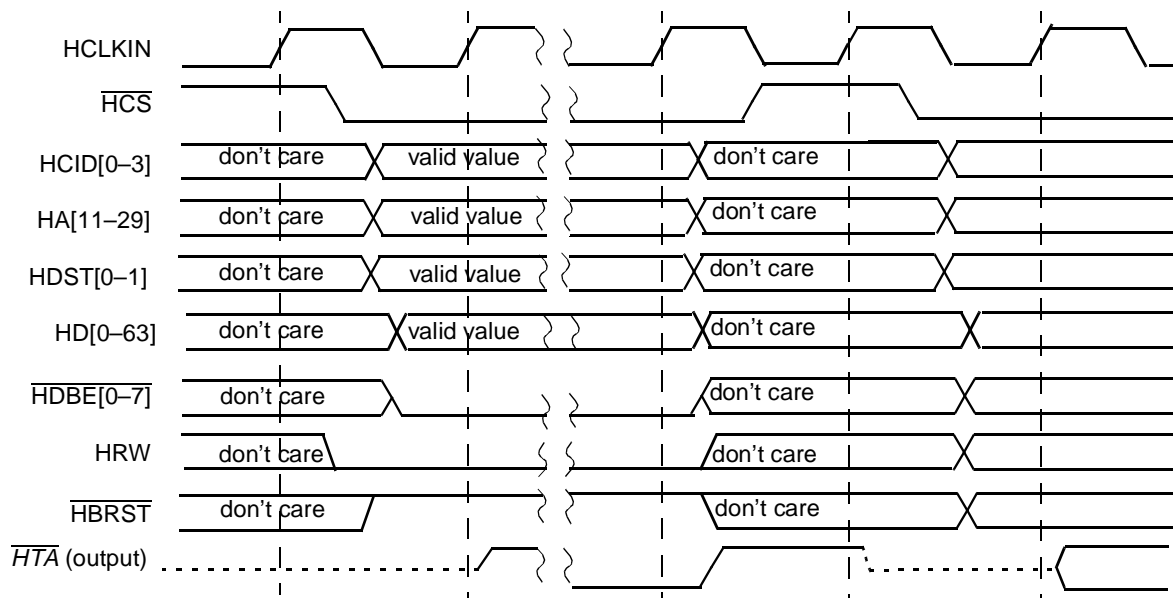 HCLKIN
HCS
HCID[0–3] don't care valid value don't care
HA[11–29] don't care valid value don't care
HDST[0–1] don't care valid value don't care
HD[0–63] don't care valid value don't care
HDBE[0–7] don't care don't care
HRW don't care don't care
HBRST don't care don't care
HTA (output)